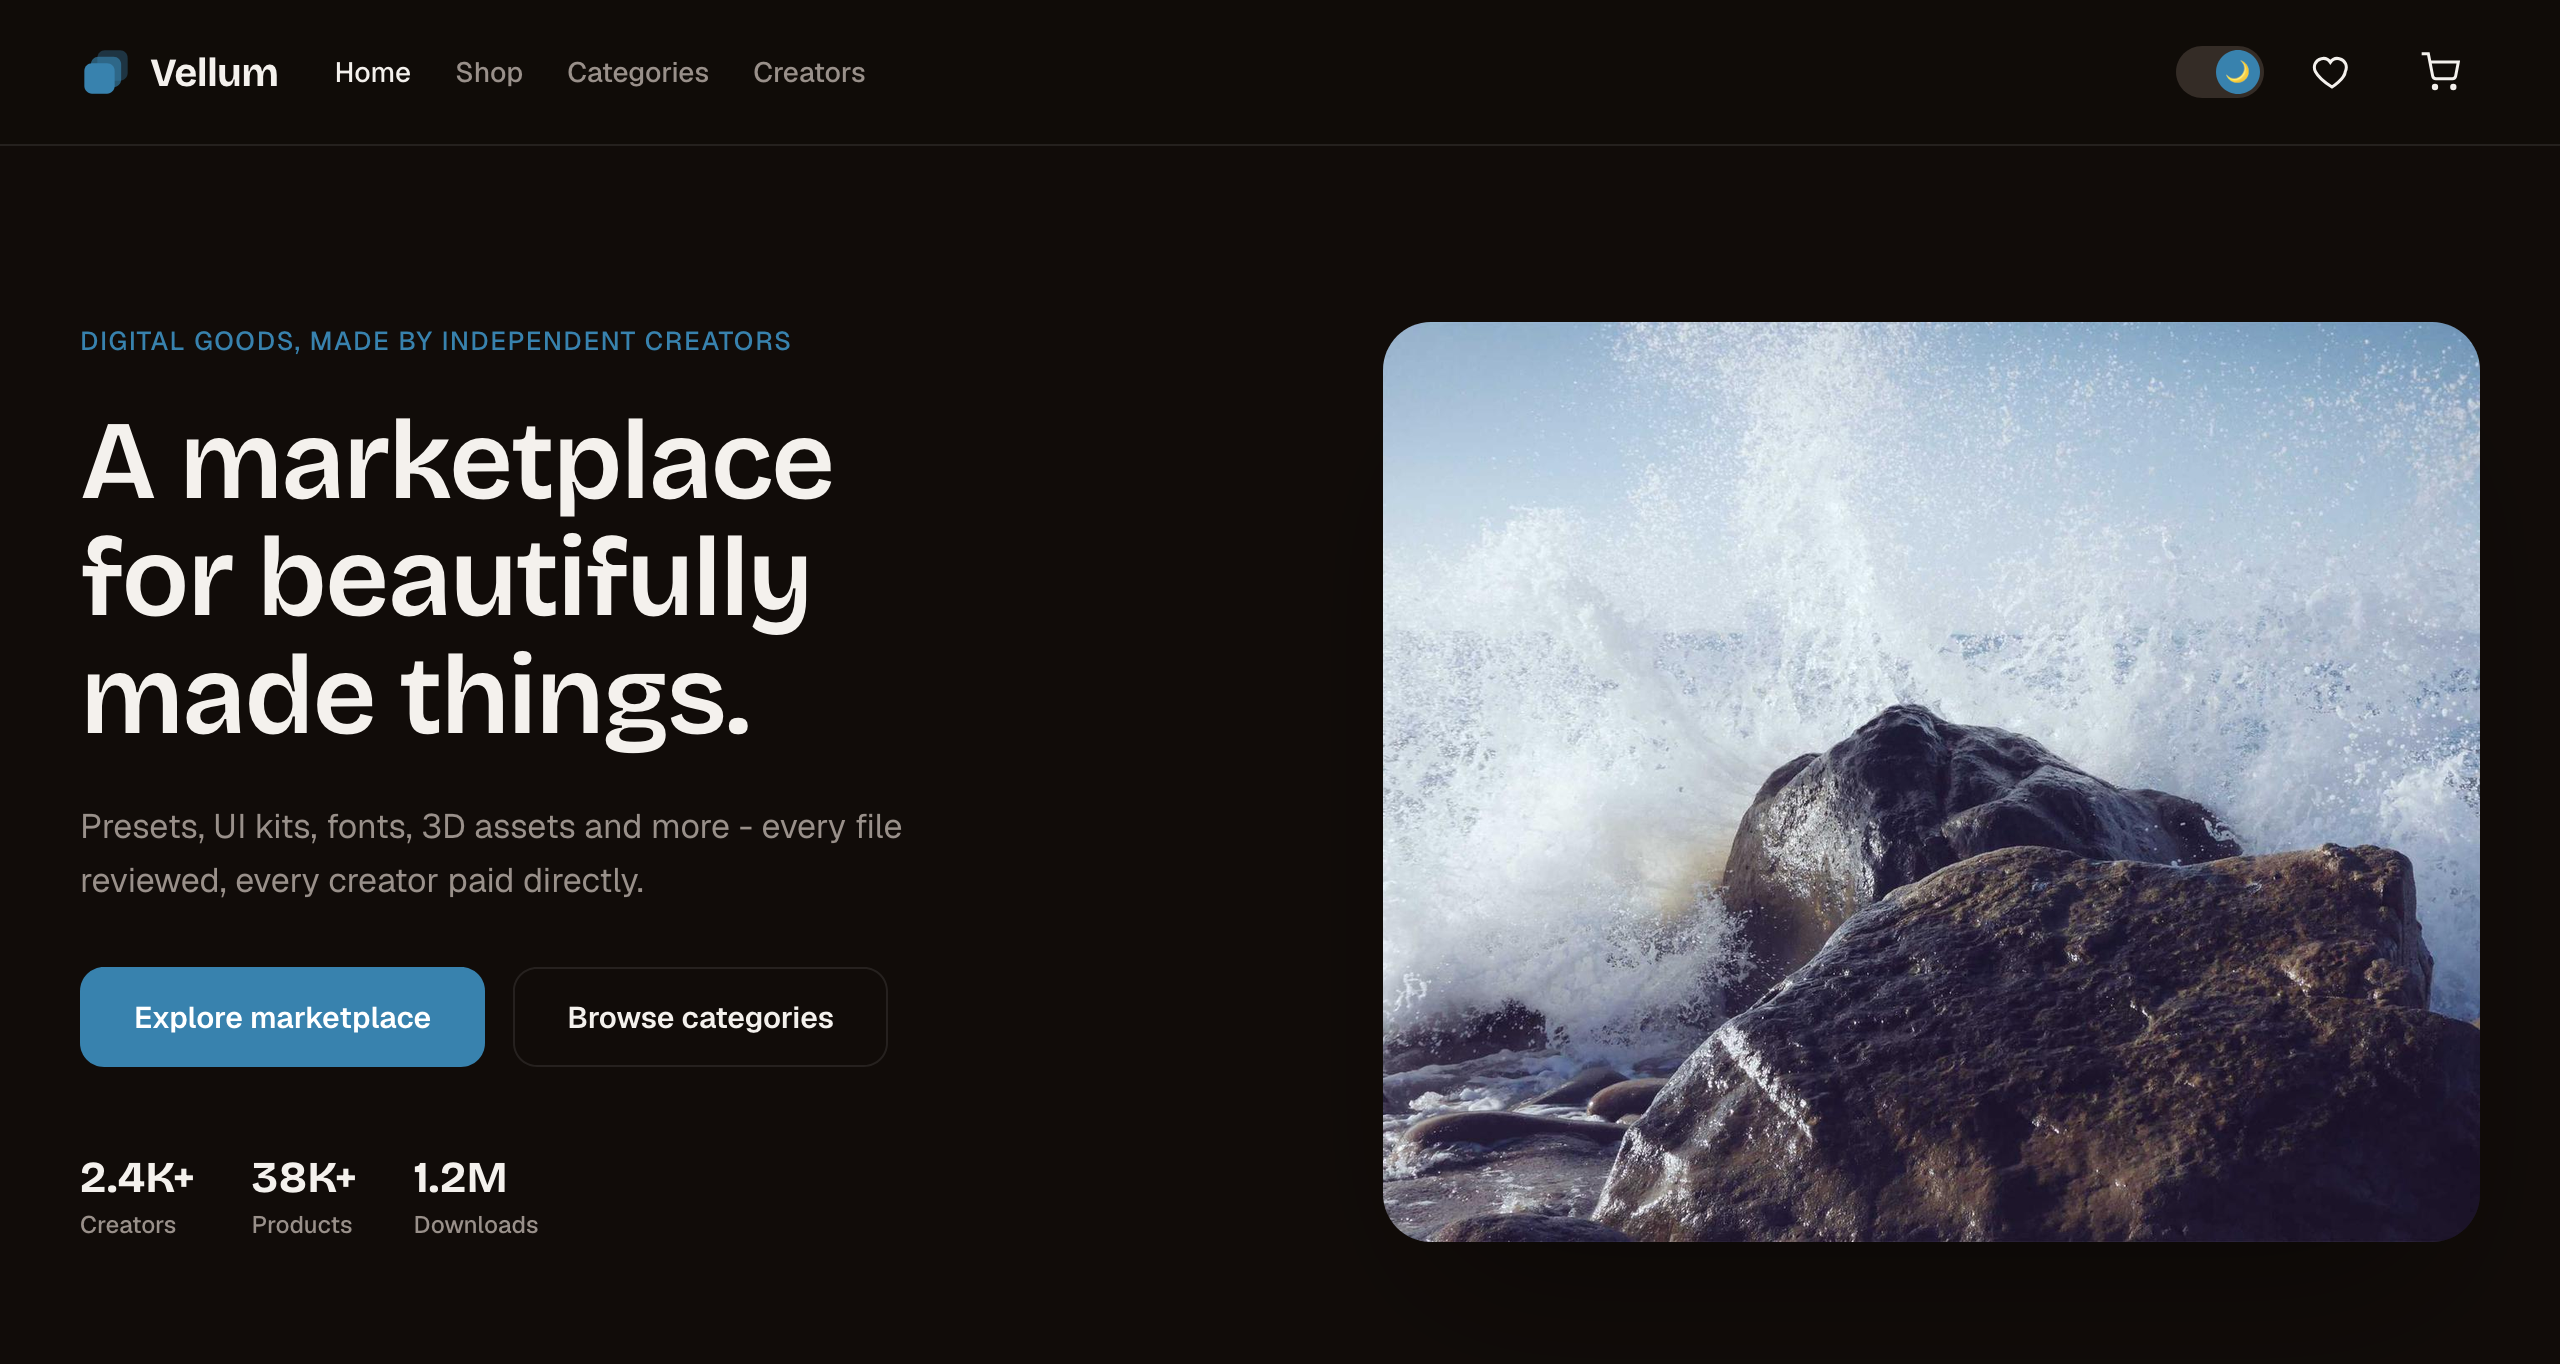 Vellum
Home
Shop
Categories
Creators
DIGITAL GOODS, MADE BY INDEPENDENT CREATORS
A marketplace
for beautifully
made things.
Presets, UI kits, fonts, 3D assets and more - every file
reviewed, every creator paid directly.
Explore marketplace
Browse categories
2.4K+
Creators
38K+
Products
1.2M
Downloads